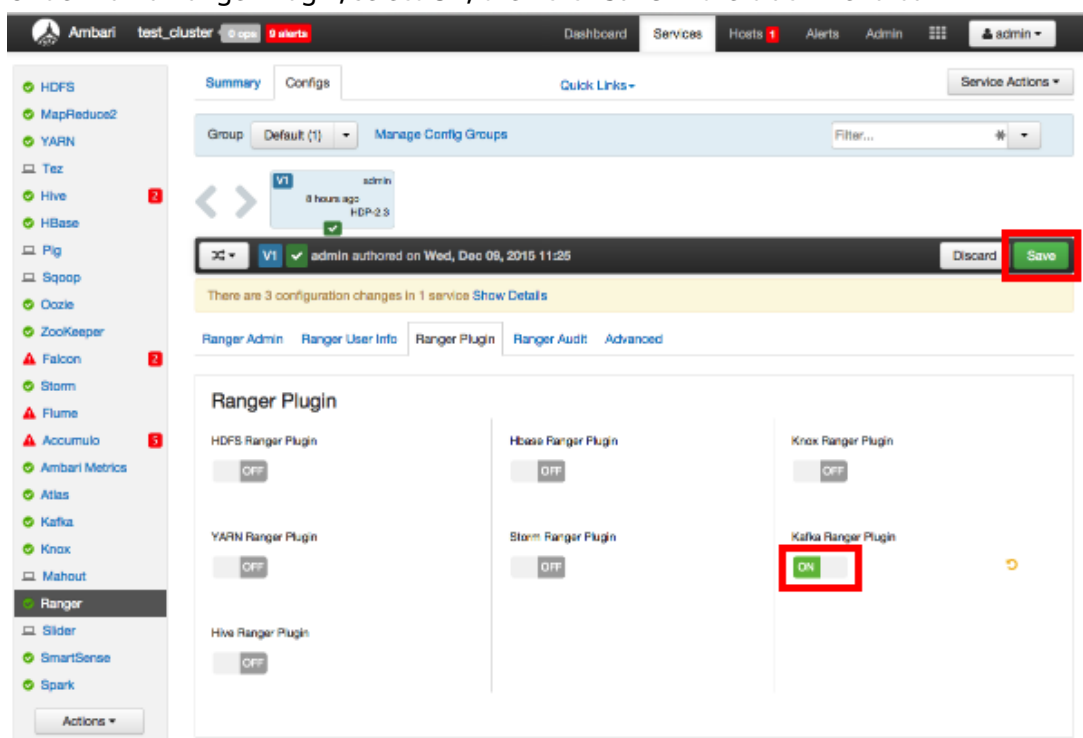 Ambari test_cluster 0 ops 9 alerts Dashboard Services Hosts 1 Alerts Admin admin
HDFS
MapReduce2
YARN
Tez
Hive 2
HBase
Pig
Sqoop
Oozie
ZooKeeper
Falcon 2
Storm
Flume
Accumulo 5
Ambari Metrics
Atlas
Kafka
Knox
Mahout
Ranger
Slider
SmartSense
Spark
Actions
Summary Configs Quick Links Service Actions
Group Default (1) Manage Config Groups Filter...
V1 admin
8 hours ago
HDP-2.3
V1 admin authored on Wed, Dec 09, 2015 11:25 Discard Save
There are 3 configuration changes in 1 service Show Details
Ranger Admin Ranger User Info Ranger Plugin Ranger Audit Advanced
Ranger Plugin
HDFS Ranger Plugin Hbase Ranger Plugin Knox Ranger Plugin
OFF OFF OFF
YARN Ranger Plugin Storm Ranger Plugin Kafka Ranger Plugin
OFF OFF ON
Hive Ranger Plugin
OFF